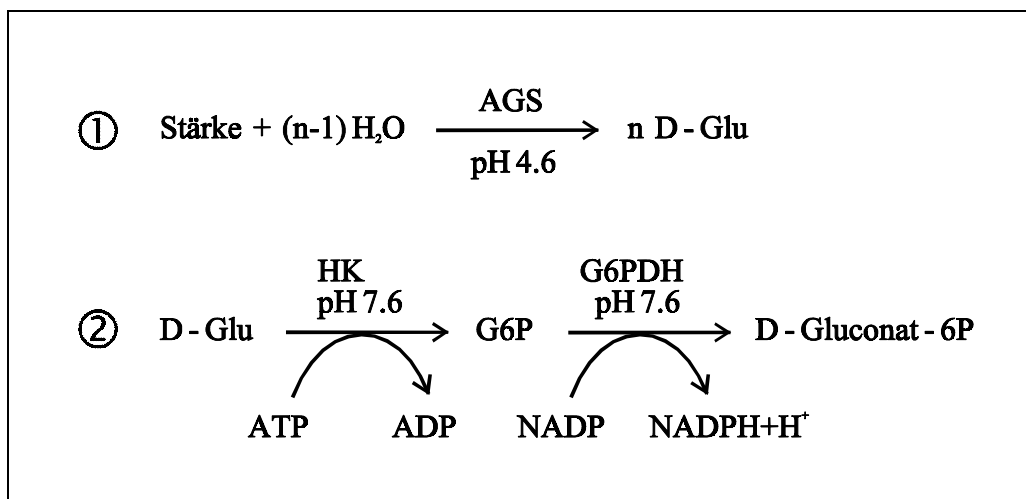 AGS
① Stärke + (n-1) H₂O n D - Glu
pH 4.6
HK G6PDH
pH 7.6 pH 7.6
② D - Glu G6P D - Gluconat - 6P
ATP ADP NADP NADPH+H⁺